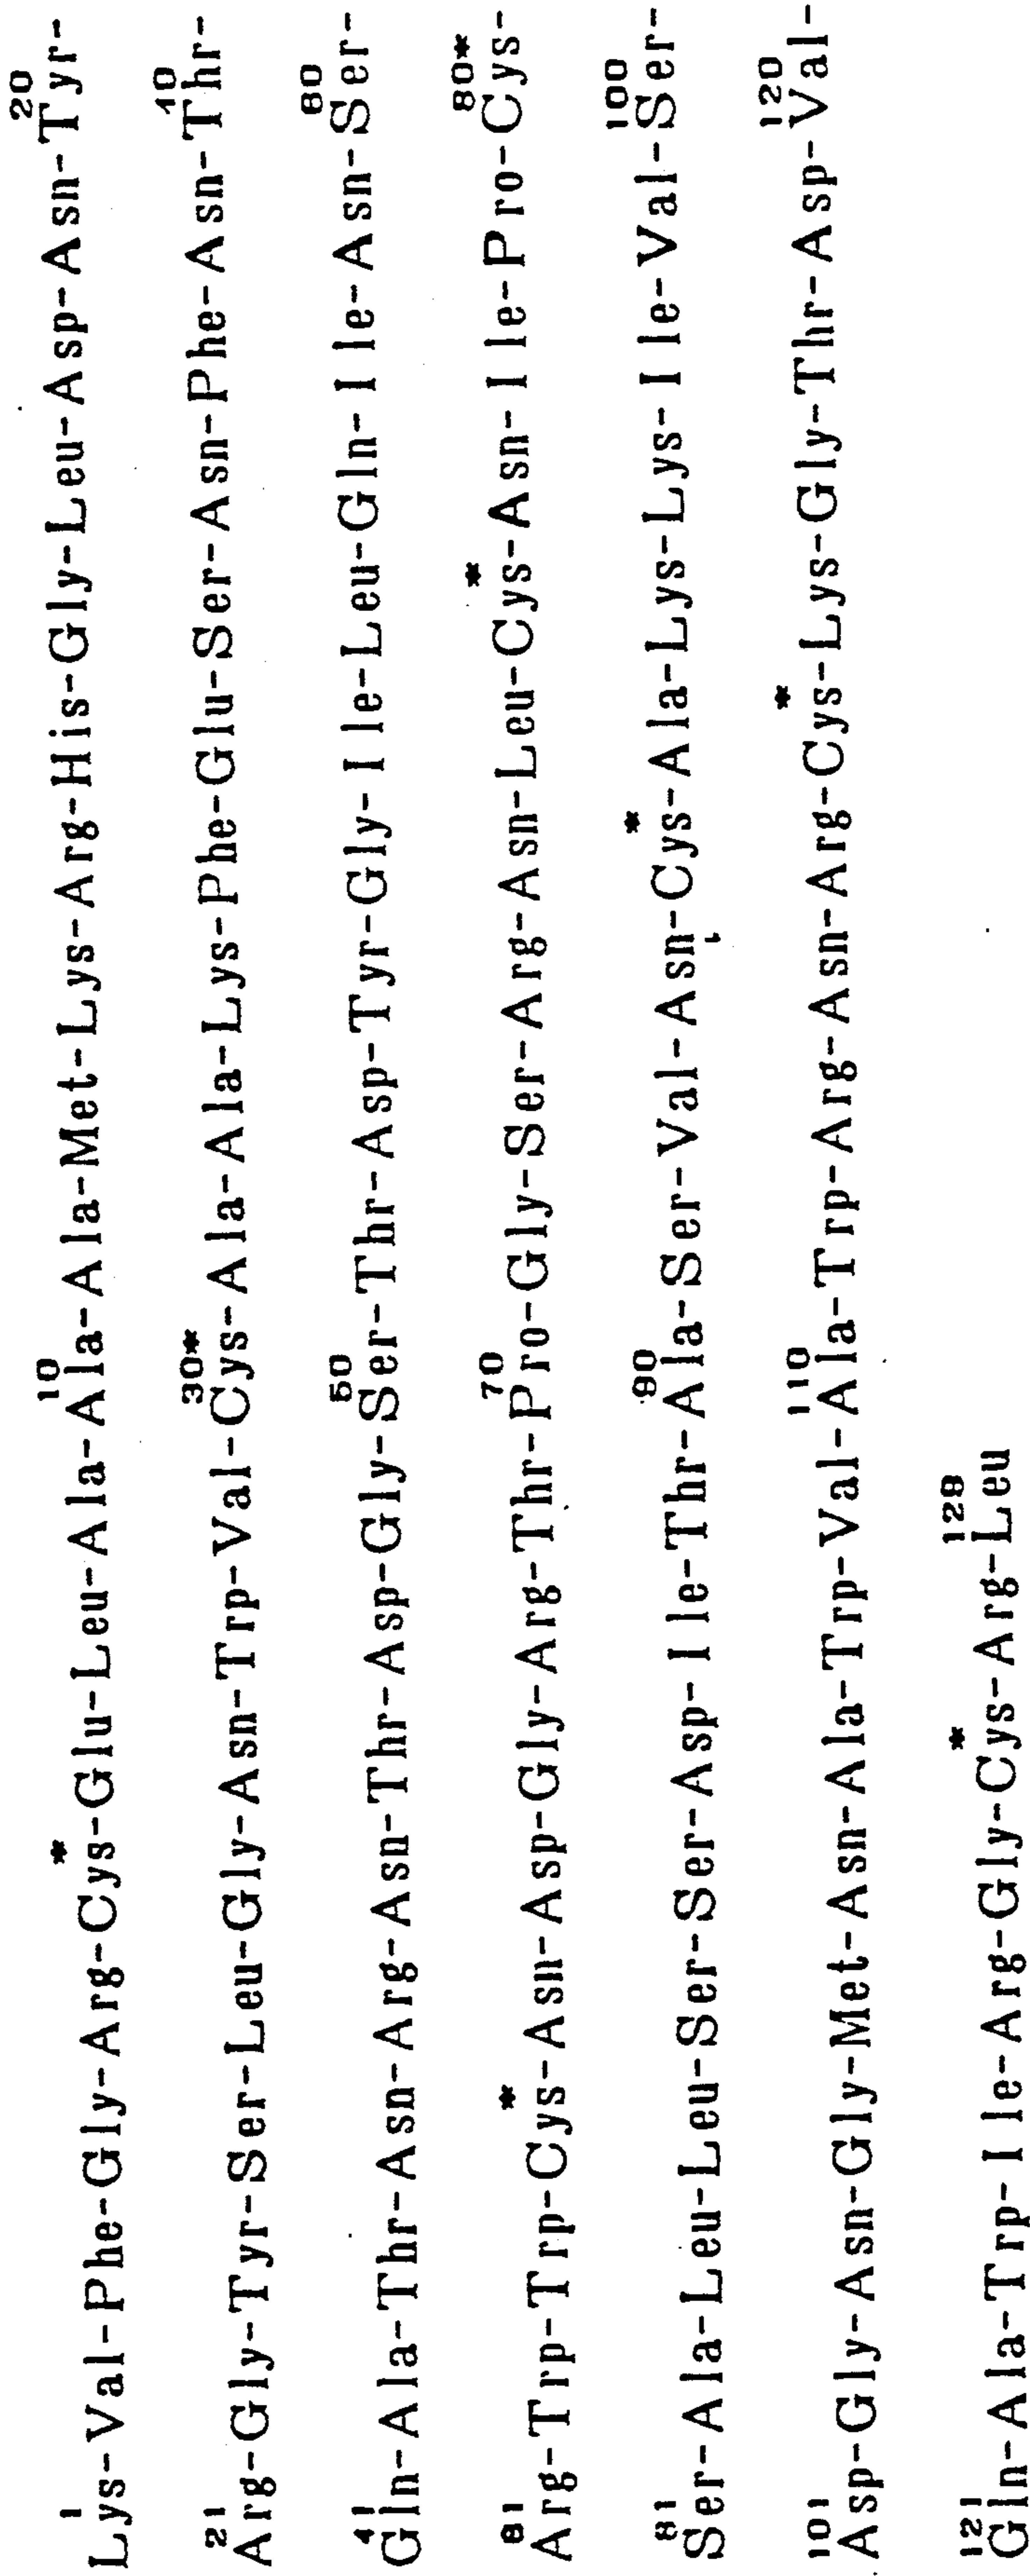 1 * 10 20
Lys-Val-Phe-Gly-Arg-Cys-Glu-Leu-Ala-Ala-Ala-Met-Lys-Arg-His-Gly-Leu-Asp-Asn-Tyr-
21 30* 40
Arg-Gly-Tyr-Ser-Leu-Gly-Asn-Trp-Val-Cys-Ala-Ala-Lys-Phe-Glu-Ser-Asn-Phe-Asn-Thr-
41 50 60
Gln-Ala-Thr-Asn-Arg-Asn-Thr-Asp-Gly-Ser-Thr-Asp-Tyr-Gly-Ile-Leu-Gln-Ile-Asn-Ser-
61 * 70 * 80*
Arg-Trp-Trp-Cys-Asn-Asp-Gly-Arg-Thr-Pro-Gly-Ser-Arg-Asn-Leu-Cys-Asn-Ile-Pro-Cys-
81 90 * 100
Ser-Ala-Leu-Leu-Ser-Ser-Asp-Ile-Thr-Ala-Ser-Val-Asn-Cys-Ala-Lys-Lys-Ile-Val-Ser-
101 110 * 120
Asp-Gly-Asn-Gly-Met-Asn-Ala-Trp-Val-Ala-Trp-Arg-Asn-Arg-Cys-Lys-Gly-Thr-Asp-Val-
121 * 129
Gln-Ala-Trp-Ile-Arg-Gly-Cys-Arg-Leu